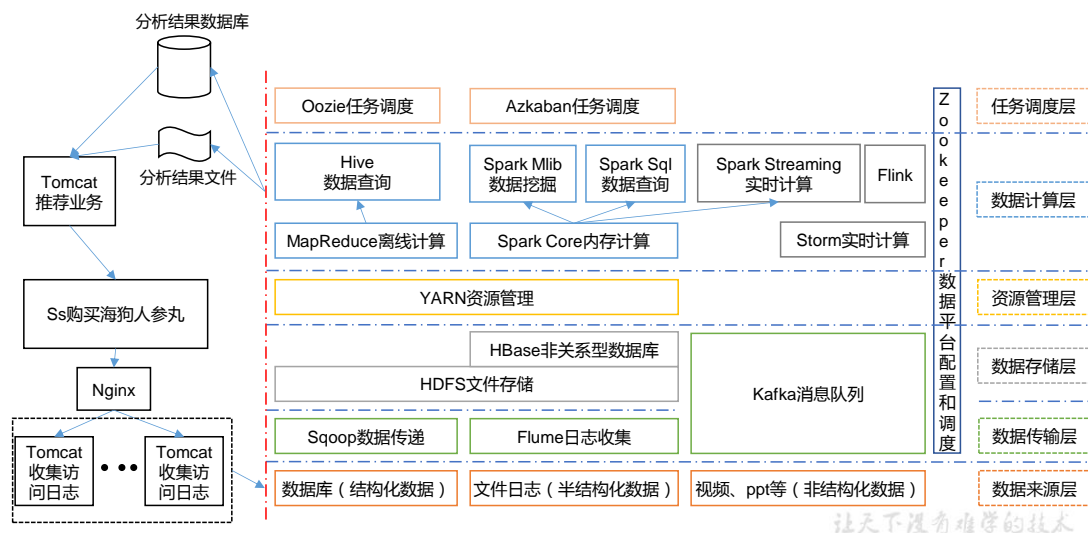 分析结果数据库
分析结果文件
Tomcat
推荐业务
Ss购买海狗人参丸
Nginx
Tomcat
收集访
问日志
Tomcat
收集访
问日志
Oozie任务调度
Azkaban任务调度
任务调度层
Hive
数据查询
Spark Mlib
数据挖掘
Spark Sql
数据查询
Spark Streaming
实时计算
Flink
数据计算层
MapReduce离线计算
Spark Core内存计算
Storm实时计算
YARN资源管理
资源管理层
HBase非关系型数据库
HDFS文件存储
Kafka消息队列
数据存储层
Sqoop数据传递
Flume日志收集
数据传输层
数据库（结构化数据）
文件日志（半结构化数据）
视频、ppt等（非结构化数据）
数据来源层
Zookeeper数据平台配置和调度
让天下没有难学的技术